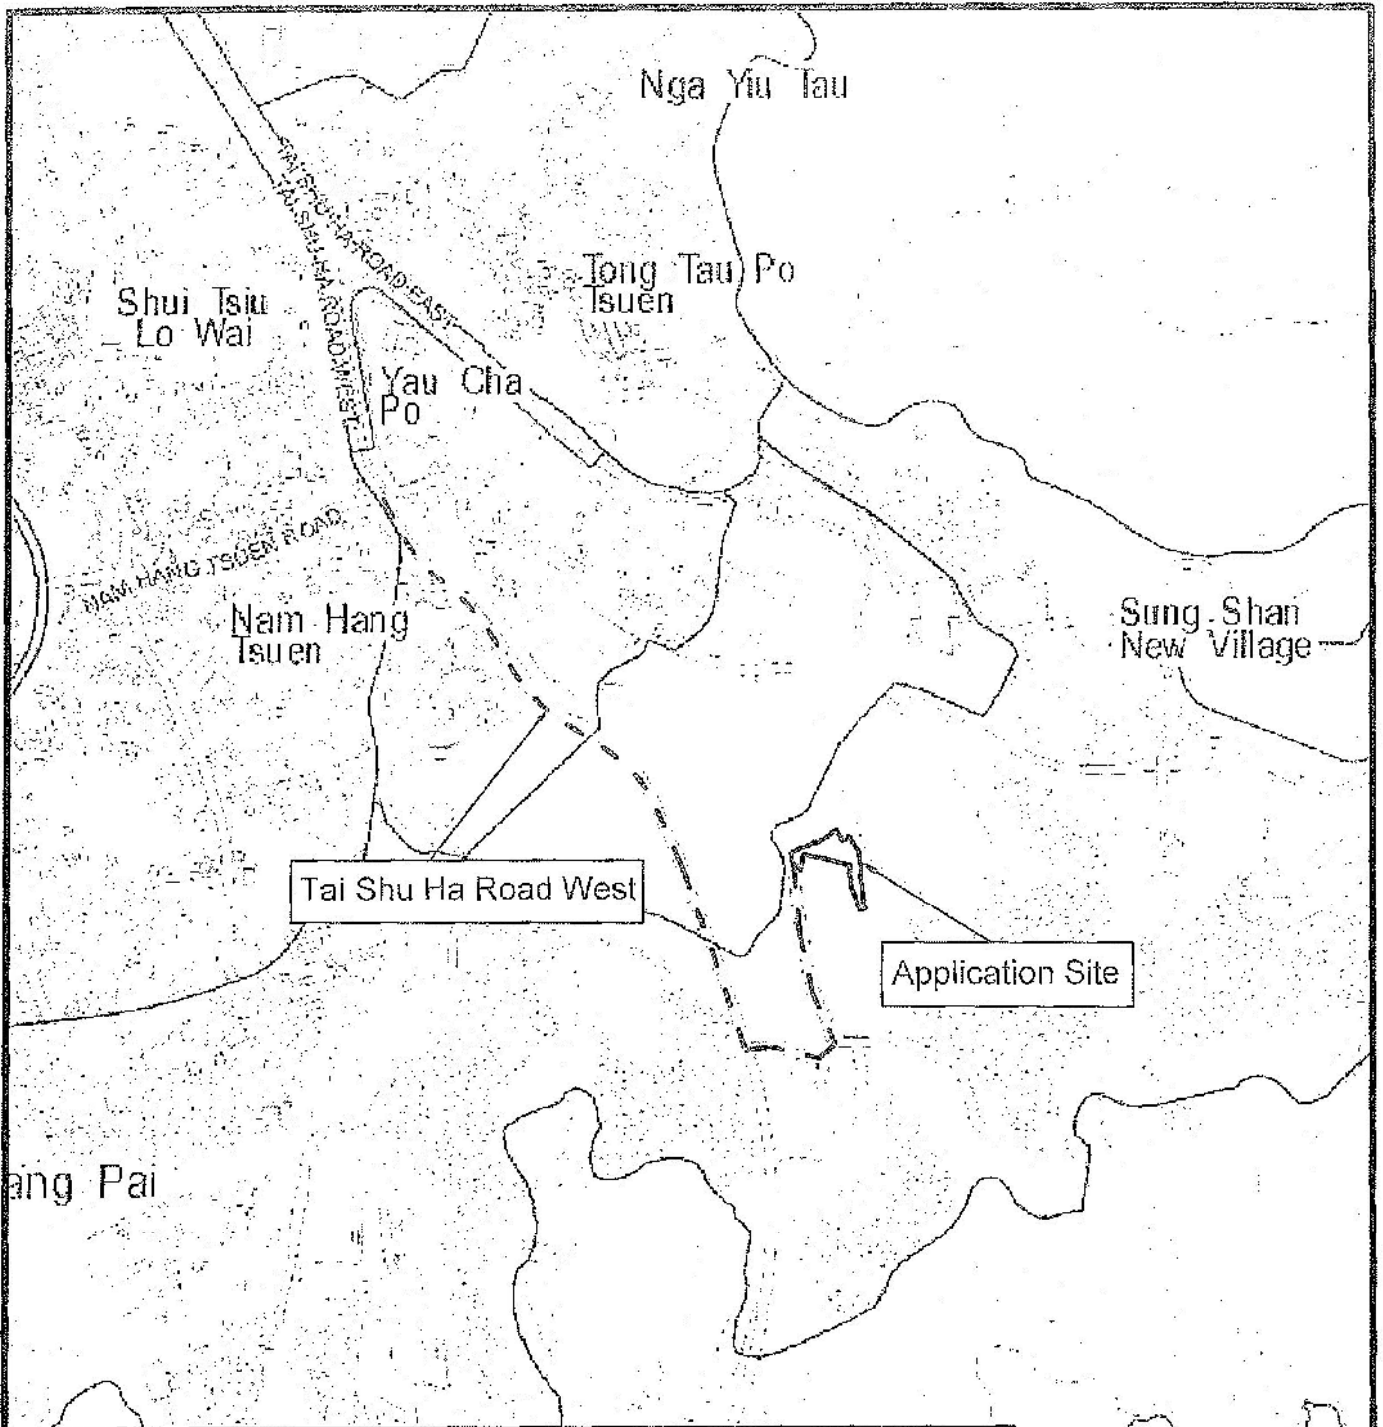 Nga Yiu Tau
TAI SHU HA ROAD EAST
TAI SHU HA ROAD WEST
Tong Tau Po
Tsuen
Shui Tsiu
Lo Wai
Yau Cha
Po
NAM HANG TSUEN ROAD
Nam Hang
Tsuen
Sung Shan
New Village
Tai Shu Ha Road West
Application Site
ang Pai